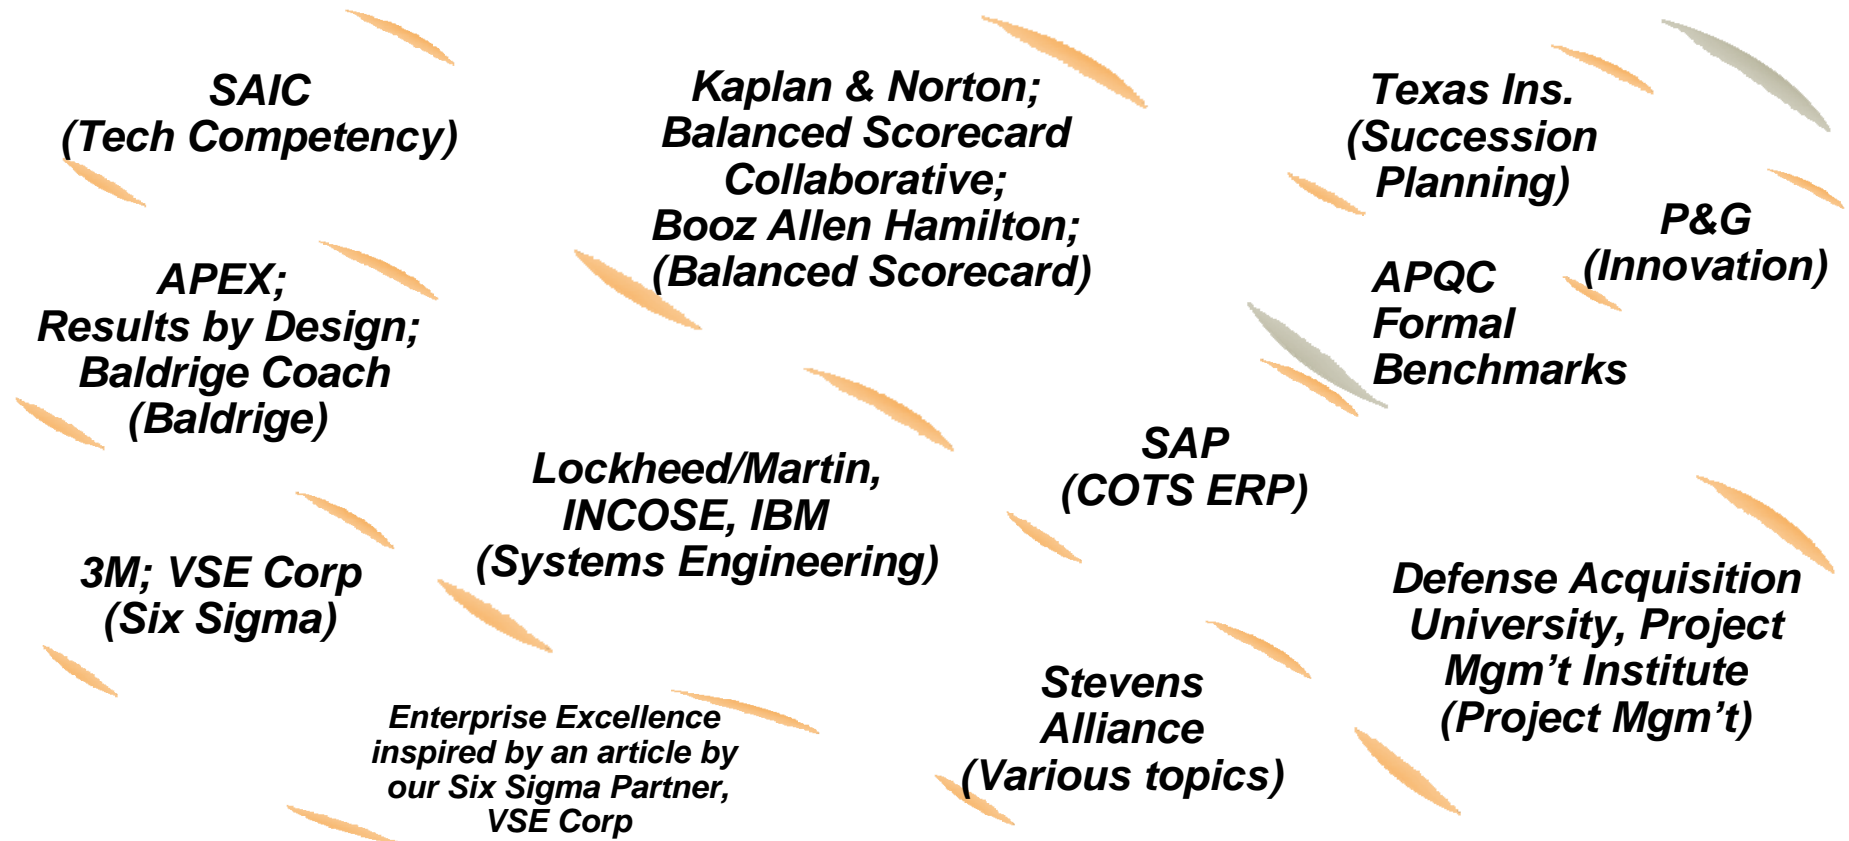 SAIC
(Tech Competency)
Kaplan & Norton;
Balanced Scorecard
Collaborative;
Booz Allen Hamilton;
(Balanced Scorecard)
Texas Ins.
(Succession
Planning)
P&G
(Innovation)
APEX;
Results by Design;
Baldrige Coach
(Baldrige)
APQC
Formal
Benchmarks
Lockheed/Martin,
INCOSE, IBM
(Systems Engineering)
SAP
(COTS ERP)
3M; VSE Corp
(Six Sigma)
Defense Acquisition
University, Project
Mgm’t Institute
(Project Mgm’t)
Enterprise Excellence
inspired by an article by
our Six Sigma Partner,
VSE Corp
Stevens
Alliance
(Various topics)